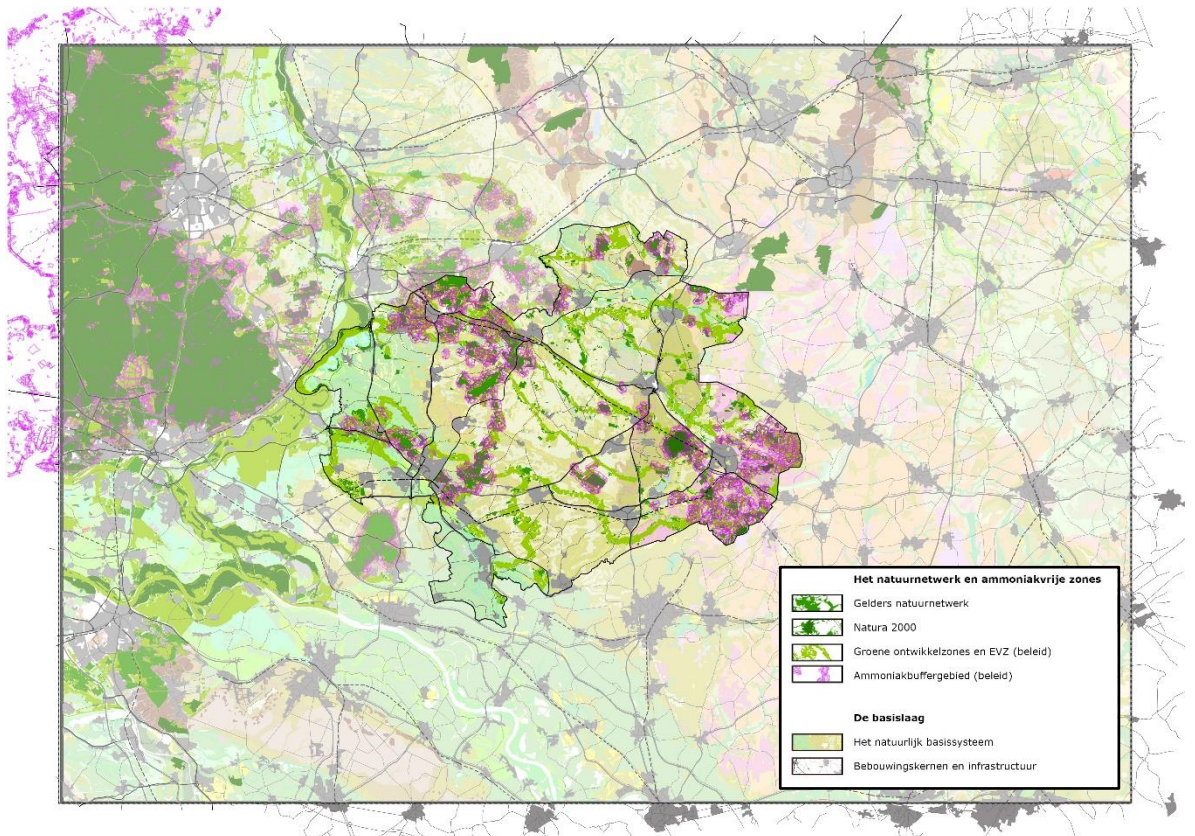 Het natuurnetwerk en ammoniakvrije zones
Gelders natuurnetwerk
Natura 2000
Groene ontwikkelzones en EVZ (beleid)
Ammoniakbuffergebied (beleid)
De basislaag
Het natuurlijk basissysteem
Bebouwingskernen en infrastructuur